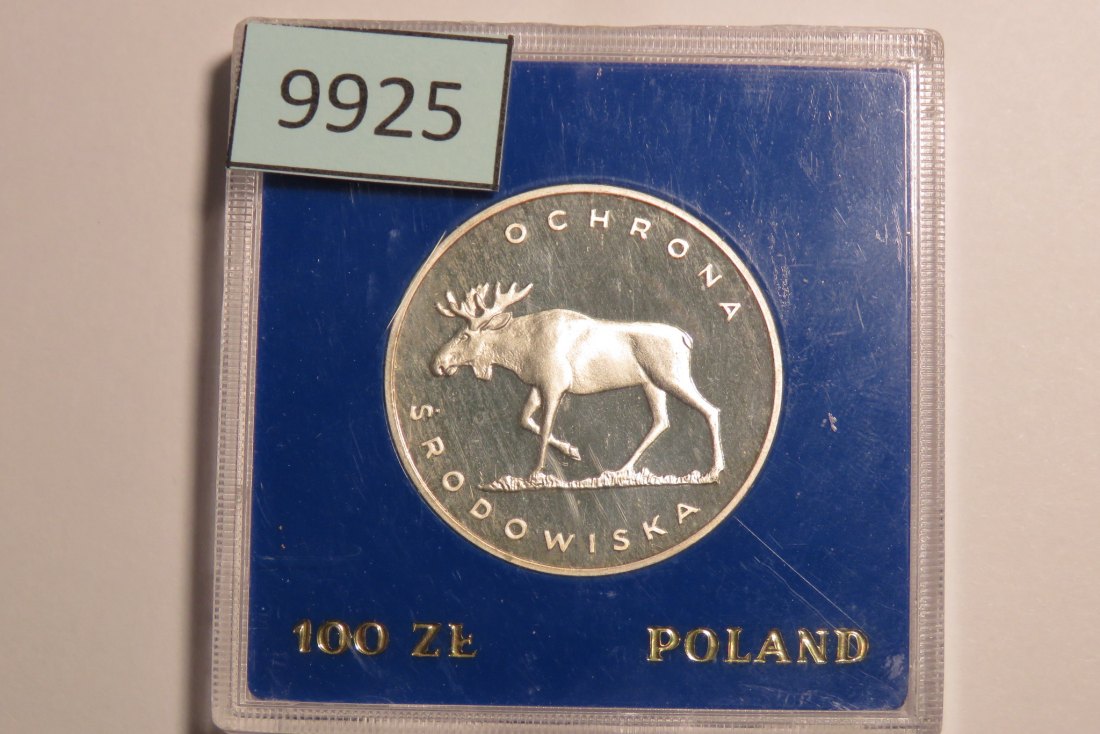 9925
OCHRONA
ŚRODOWISKA
100 ZŁ POLAND